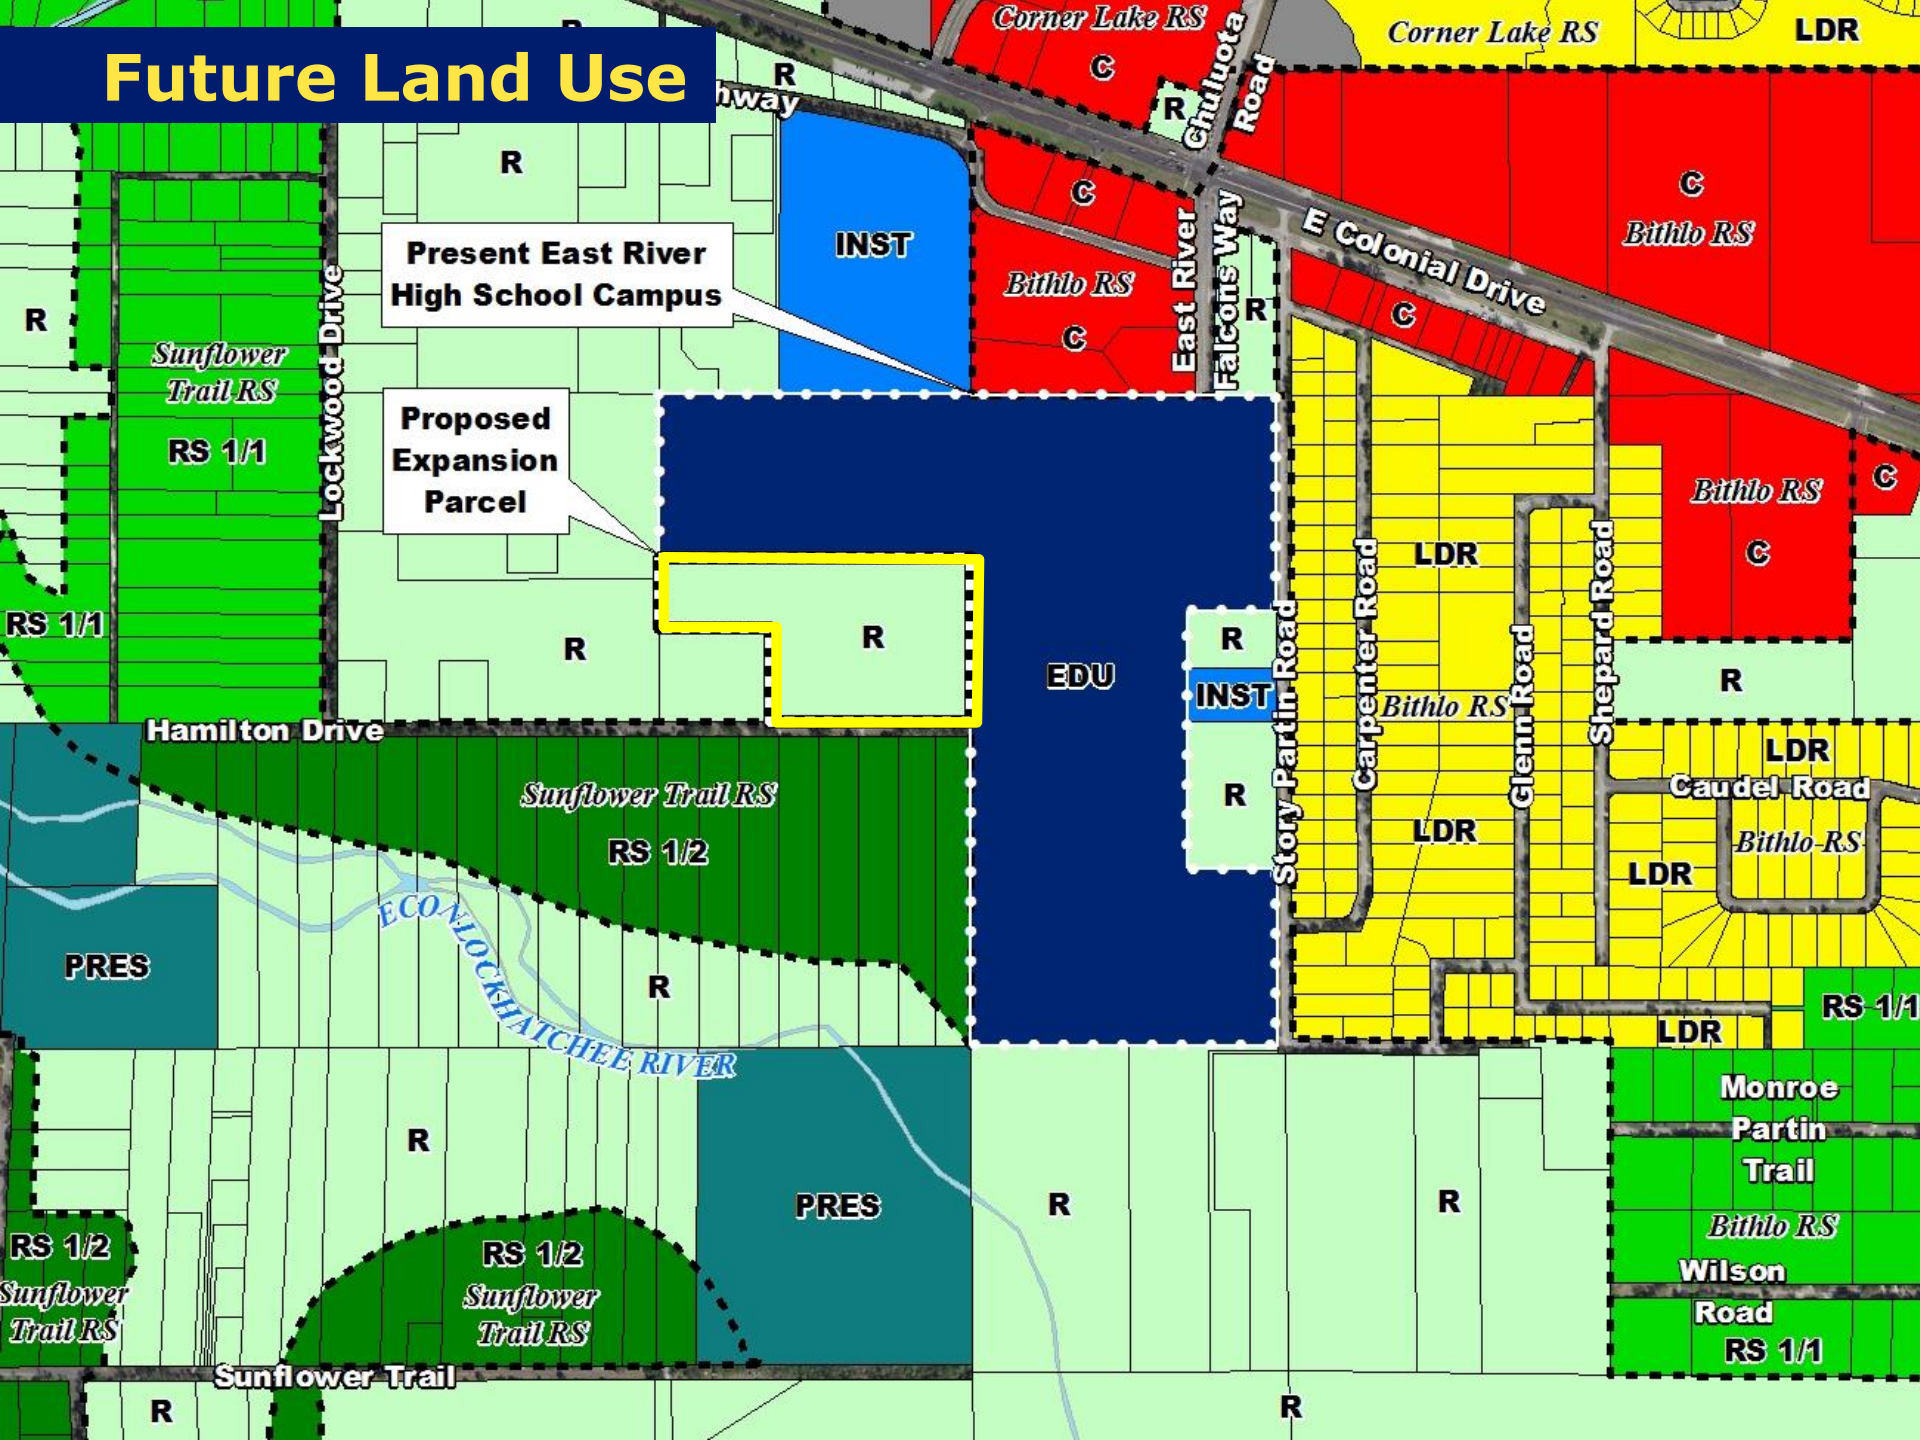 Future Land Use
R
hway
R
Corner Lake RS
C
R
Chuluota
Road
Corner Lake RS
LDR
R
Present East River
High School Campus
INST
C
Bithlo RS
C
East River
Falcons Way
R
E Colonial Drive
C
Bithlo RS
C
R
Sunflower
Trail RS
RS 1/1
Lockwood Drive
Proposed
Expansion
Parcel
Bithlo RS
C
C
LDR
RS 1/1
R
R
EDU
R
INST
R
Story Partin Road
Carpenter Road
Bithlo RS
Glenn Road
Shepard Road
R
Hamilton Drive
LDR
Caudel Road
Sunflower Trail RS
RS 1/2
LDR
Bithlo RS
LDR
PRES
ECONLOCKHATCHEE RIVER
R
RS 1/1
LDR
Monroe
Partin
Trail
R
PRES
R
R
Bithlo RS
RS 1/2
Sunflower
Trail RS
RS 1/2
Sunflower
Trail RS
Wilson
Road
RS 1/1
Sunflower Trail
R
R